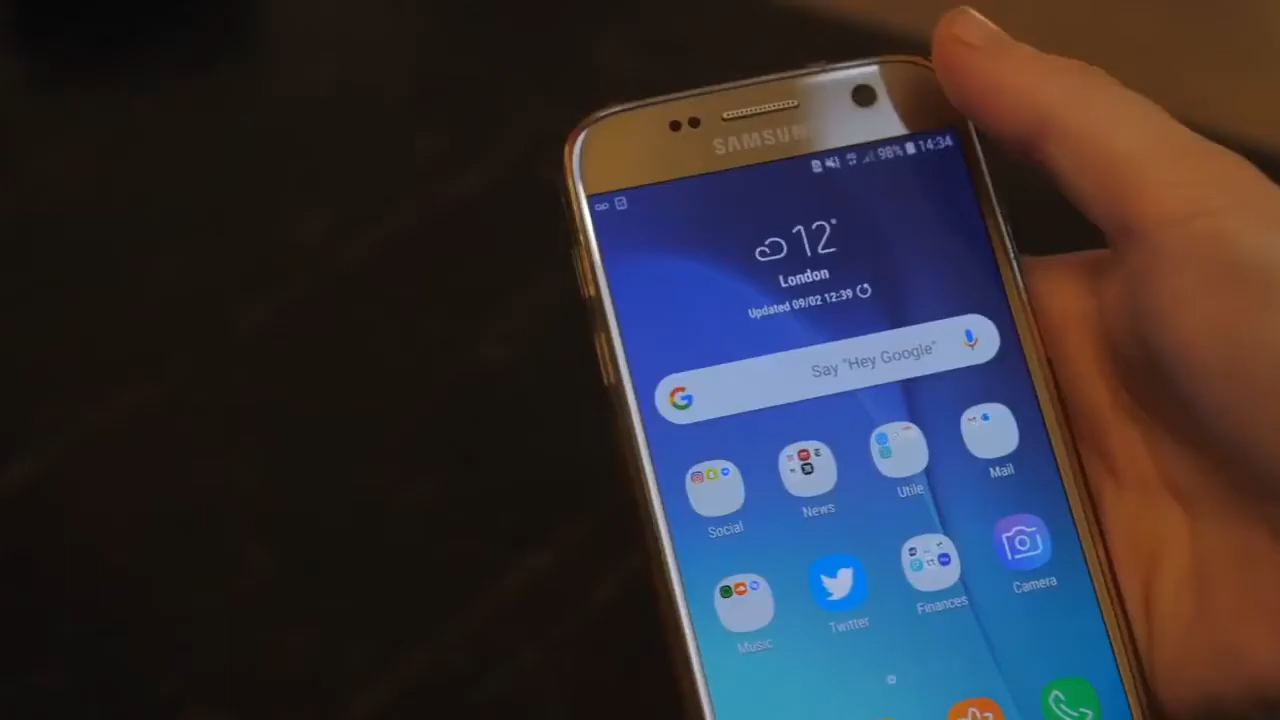 SAMSUNG
98% 14:34
12°
London
Updated 09/02 12:39
Say "Hey Google"
Social
News
Utile
Mail
Music
Twitter
Finances
Camera